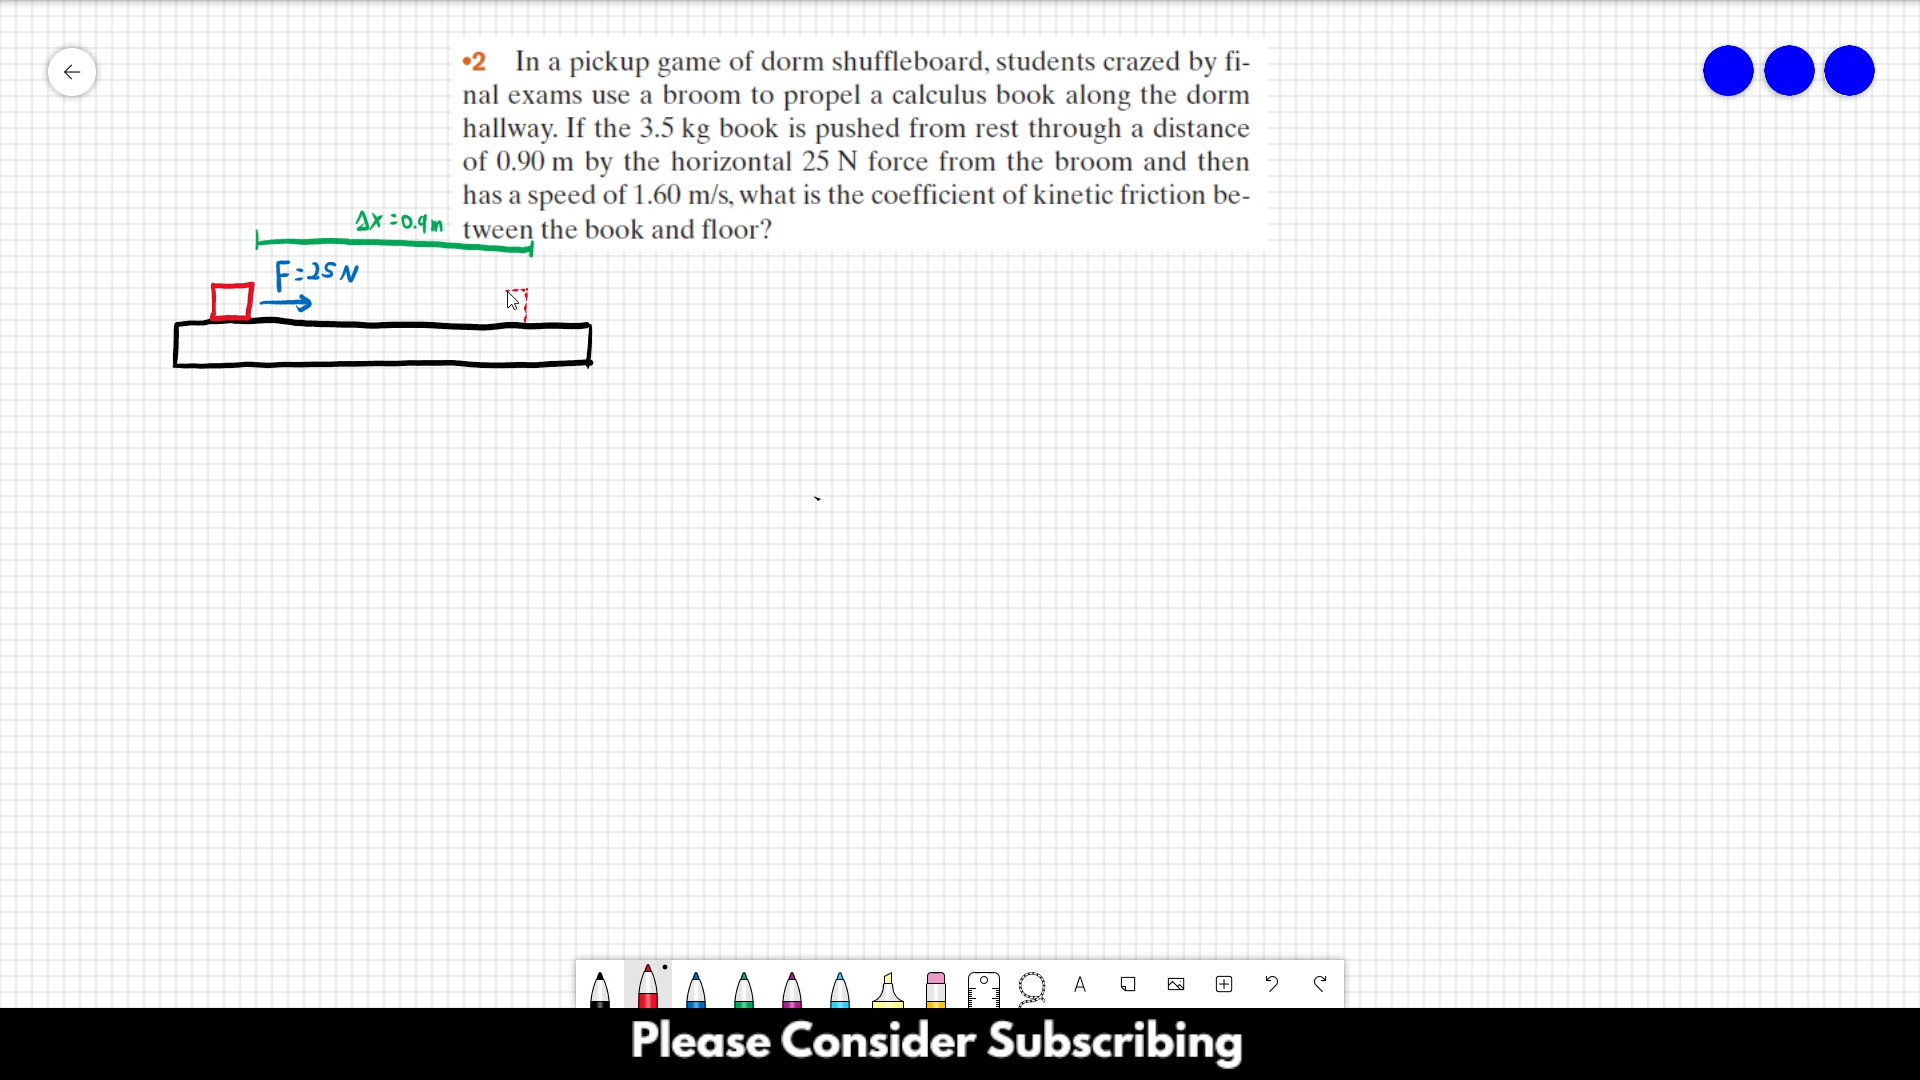 •2 In a pickup game of dorm shuffleboard, students crazed by fi-
nal exams use a broom to propel a calculus book along the dorm
hallway. If the 3.5 kg book is pushed from rest through a distance
of 0.90 m by the horizontal 25 N force from the broom and then
has a speed of 1.60 m/s, what is the coefficient of kinetic friction be-
tween the book and floor?
Δx = 0.9m
F = 25 N
A
Please Consider Subscribing